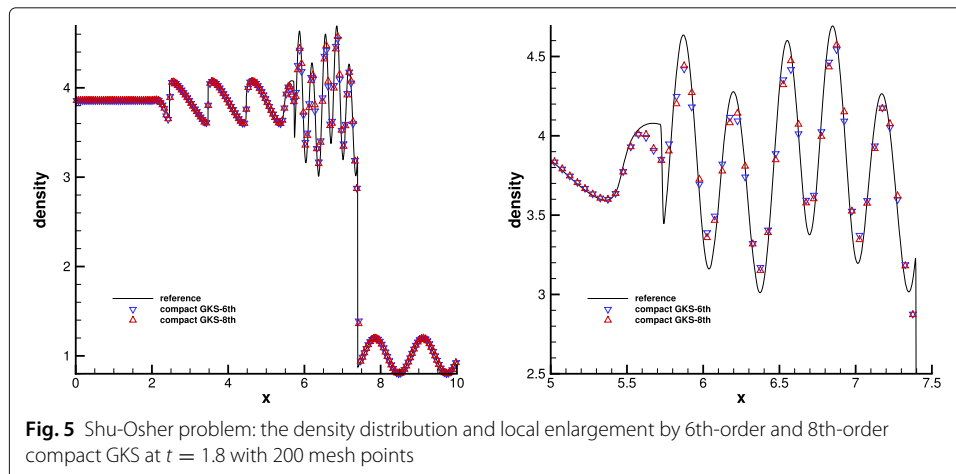 density
4
3
2
1
0
2
4
6
8
10
x
reference
compact GKS-6th
compact GKS-8th
density
4.5
4
3.5
3
2.5
5
5.5
6
6.5
7
7.5
x
reference
compact GKS-6th
compact GKS-8th
Fig. 5 Shu-Osher problem: the density distribution and local enlargement by 6th-order and 8th-order
compact GKS at t = 1.8 with 200 mesh points